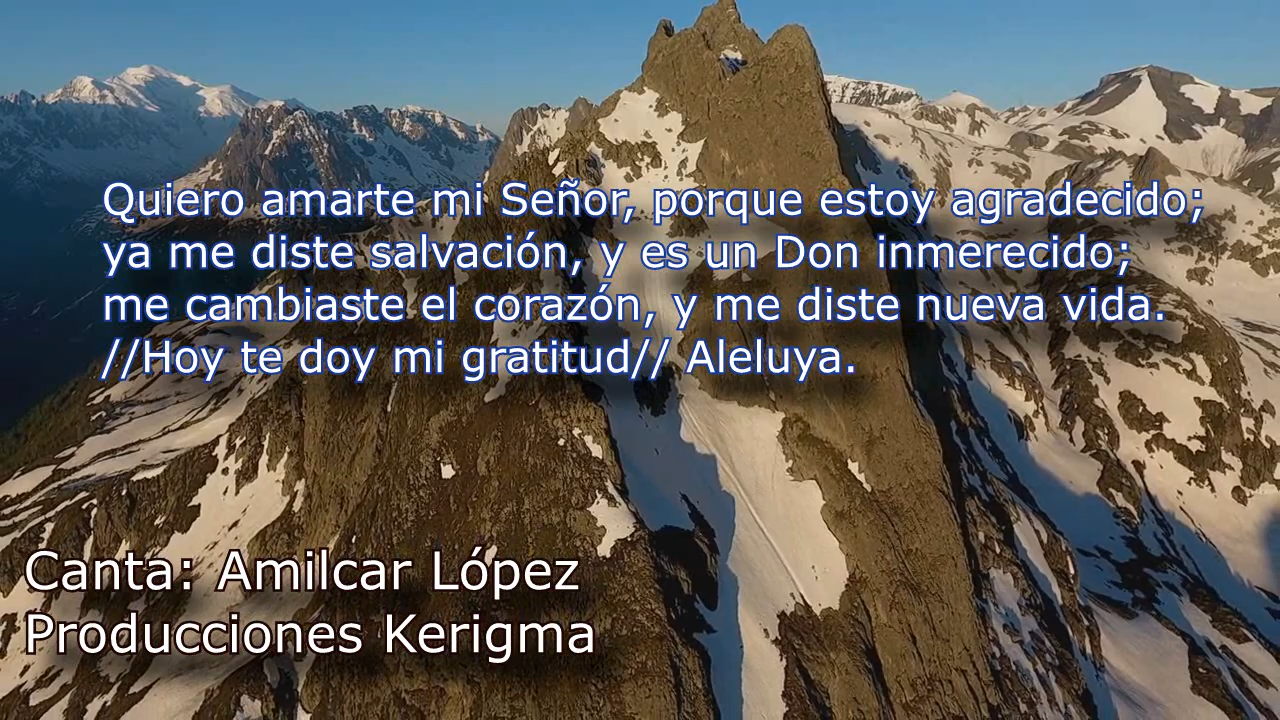 Quiero amarte mi Señor, porque estoy agradecido;
ya me diste salvación, y es un Don inmerecido;
me cambiaste el corazón, y me diste nueva vida.
//Hoy te doy mi gratitud// Aleluya.
Canta: Amilcar López
Producciones Kerigma